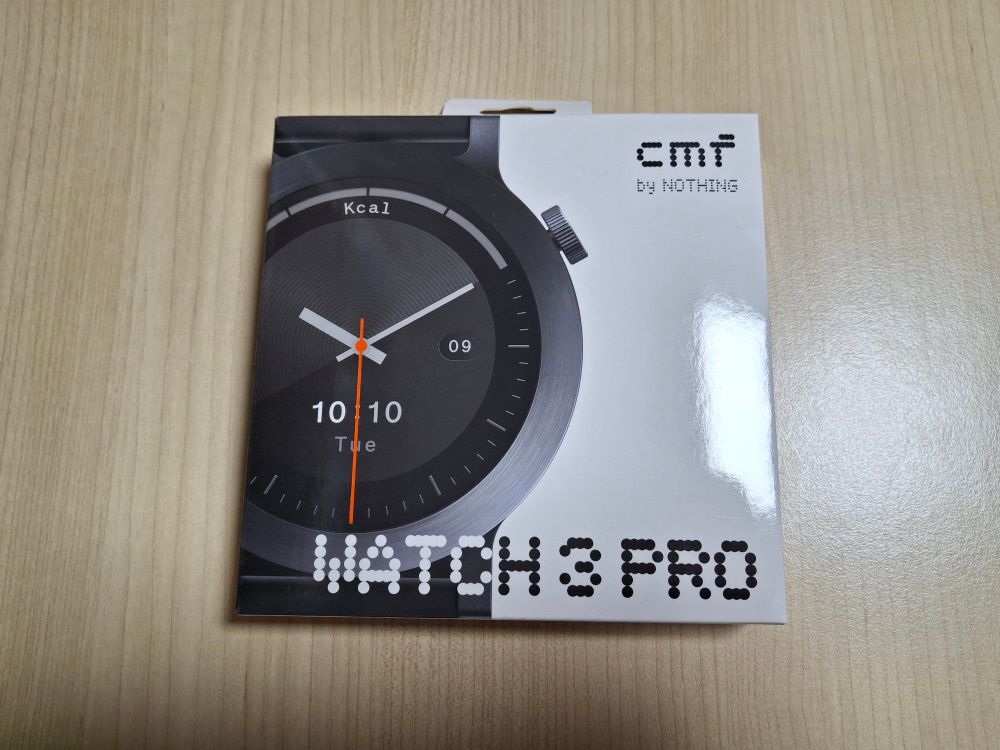 cmf
by NOTHING
Kcal
09
10:10
Tue
WATCH 3 PRO